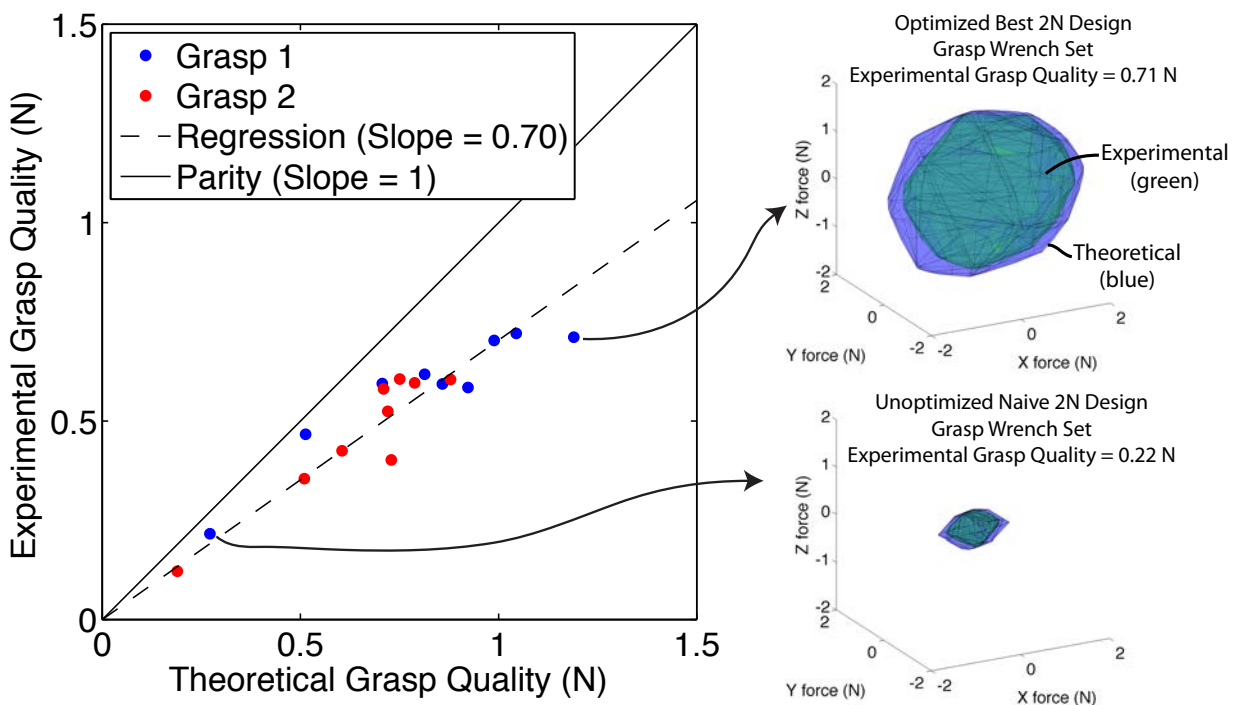 1.5
Grasp 1
Grasp 2
Regression (Slope = 0.70)
Parity (Slope = 1)
1
0.5
0
0
0.5
1
1.5
Experimental Grasp Quality (N)
Theoretical Grasp Quality (N)
Optimized Best 2N Design
Grasp Wrench Set
Experimental Grasp Quality = 0.71 N
2
1
0
-1
-2
Z force (N)
Experimental
(green)
Theoretical
(blue)
2
0
-2
Y force (N)
-2
0
2
X force (N)
Unoptimized Naive 2N Design
Grasp Wrench Set
Experimental Grasp Quality = 0.22 N
2
1
0
-1
-2
Z force (N)
2
0
-2
Y force (N)
-2
0
2
X force (N)